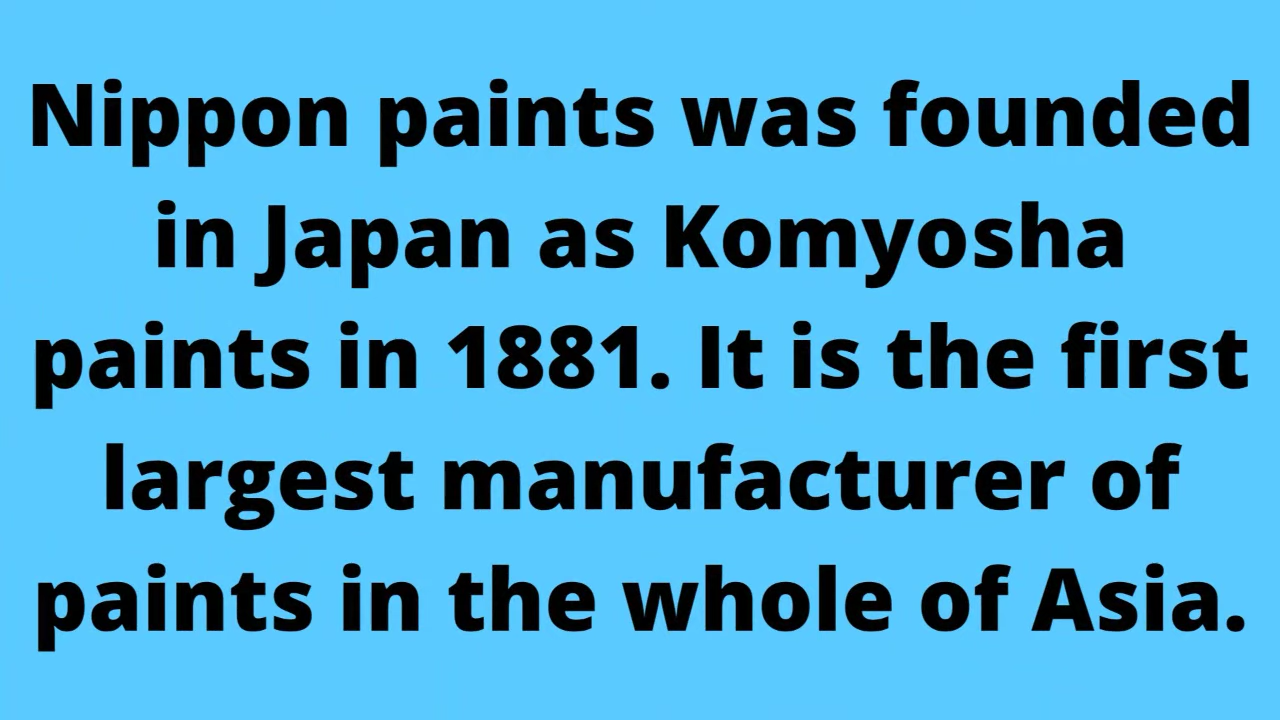 Nippon paints was founded
in Japan as Komyosha
paints in 1881. It is the first
largest manufacturer of
paints in the whole of Asia.